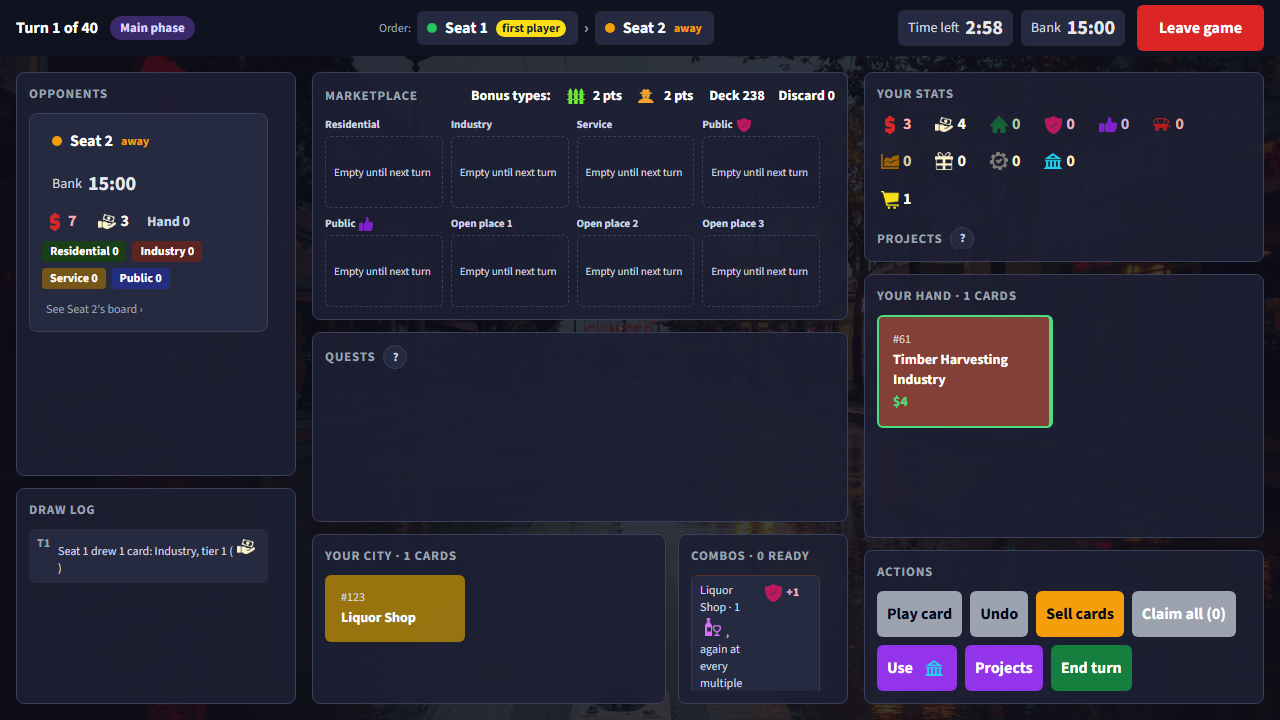 Turn 1 of 40
Main phase
Order:
Seat 1
first player
›
Seat 2
away
Time left 2:58
Bank 15:00
Leave game
OPPONENTS
Seat 2 away
Bank 15:00
7
3
Hand 0
Residential 0
Industry 0
Service 0
Public 0
See Seat 2's board ›
DRAW LOG
T1
Seat 1 drew 1 card: Industry, tier 1 (
)
MARKETPLACE
Bonus types:
2 pts
2 pts
Deck 238
Discard 0
Residential
Industry
Service
Public
Empty until next turn
Empty until next turn
Empty until next turn
Empty until next turn
Public
Open place 1
Open place 2
Open place 3
Empty until next turn
Empty until next turn
Empty until next turn
Empty until next turn
QUESTS ?
YOUR CITY · 1 CARDS
#123
Liquor Shop
COMBOS · 0 READY
Liquor
Shop · 1
,
again at
every
multiple
+1
YOUR STATS
$ 3
4
0
0
0
0
0
0
0
0
1
PROJECTS ?
YOUR HAND · 1 CARDS
#61
Timber Harvesting
Industry
$4
ACTIONS
Play card
Undo
Sell cards
Claim all (0)
Use
Projects
End turn